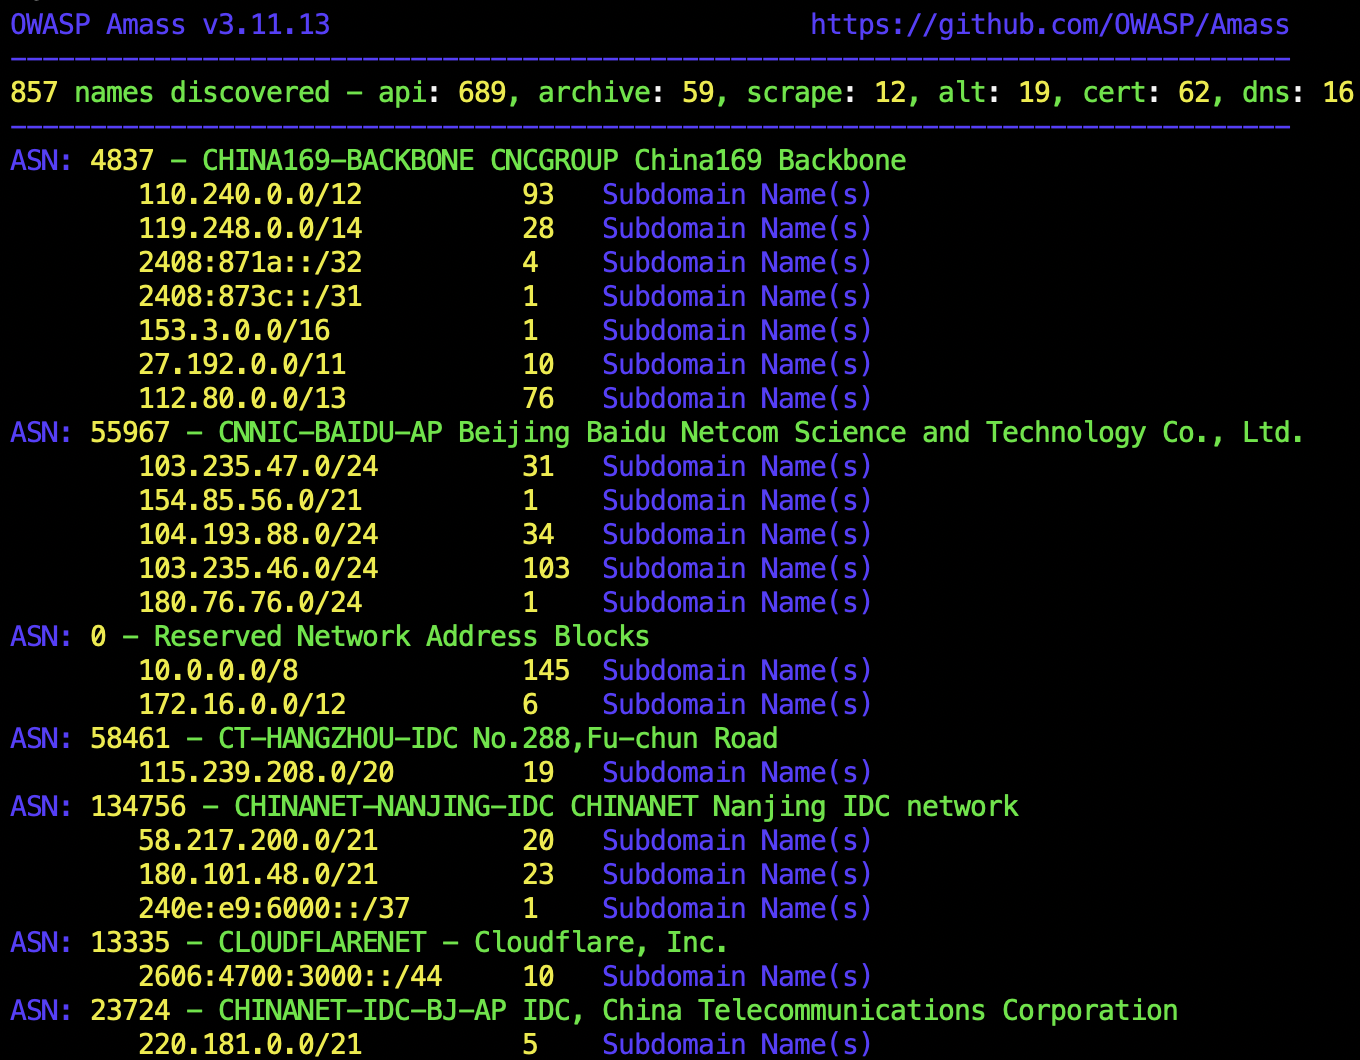 OWASP Amass v3.11.13 https://github.com/OWASP/Amass
--------------------------------------------------------------------------------
857 names discovered - api: 689, archive: 59, scrape: 12, alt: 19, cert: 62, dns: 16
--------------------------------------------------------------------------------
ASN: 4837 - CHINA169-BACKBONE CNCGROUP China169 Backbone
110.240.0.0/12 93 Subdomain Name(s)
119.248.0.0/14 28 Subdomain Name(s)
2408:871a::/32 4 Subdomain Name(s)
2408:873c::/31 1 Subdomain Name(s)
153.3.0.0/16 1 Subdomain Name(s)
27.192.0.0/11 10 Subdomain Name(s)
112.80.0.0/13 76 Subdomain Name(s)
ASN: 55967 - CNNIC-BAIDU-AP Beijing Baidu Netcom Science and Technology Co., Ltd.
103.235.47.0/24 31 Subdomain Name(s)
154.85.56.0/21 1 Subdomain Name(s)
104.193.88.0/24 34 Subdomain Name(s)
103.235.46.0/24 103 Subdomain Name(s)
180.76.76.0/24 1 Subdomain Name(s)
ASN: 0 - Reserved Network Address Blocks
10.0.0.0/8 145 Subdomain Name(s)
172.16.0.0/12 6 Subdomain Name(s)
ASN: 58461 - CT-HANGZHOU-IDC No.288,Fu-chun Road
115.239.208.0/20 19 Subdomain Name(s)
ASN: 134756 - CHINANET-NANJING-IDC CHINANET Nanjing IDC network
58.217.200.0/21 20 Subdomain Name(s)
180.101.48.0/21 23 Subdomain Name(s)
240e:e9:6000::/37 1 Subdomain Name(s)
ASN: 13335 - CLOUDFLARENET - Cloudflare, Inc.
2606:4700:3000::/44 10 Subdomain Name(s)
ASN: 23724 - CHINANET-IDC-BJ-AP IDC, China Telecommunications Corporation
220.181.0.0/21 5 Subdomain Name(s)